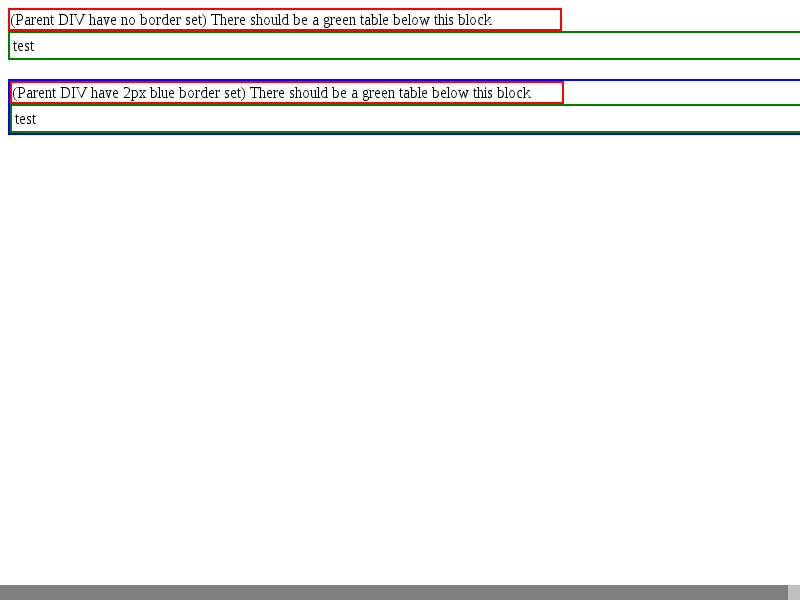 (Parent DIV have no border set) There should be a green table below this block
test
(Parent DIV have 2px blue border set) There should be a green table below this block
test